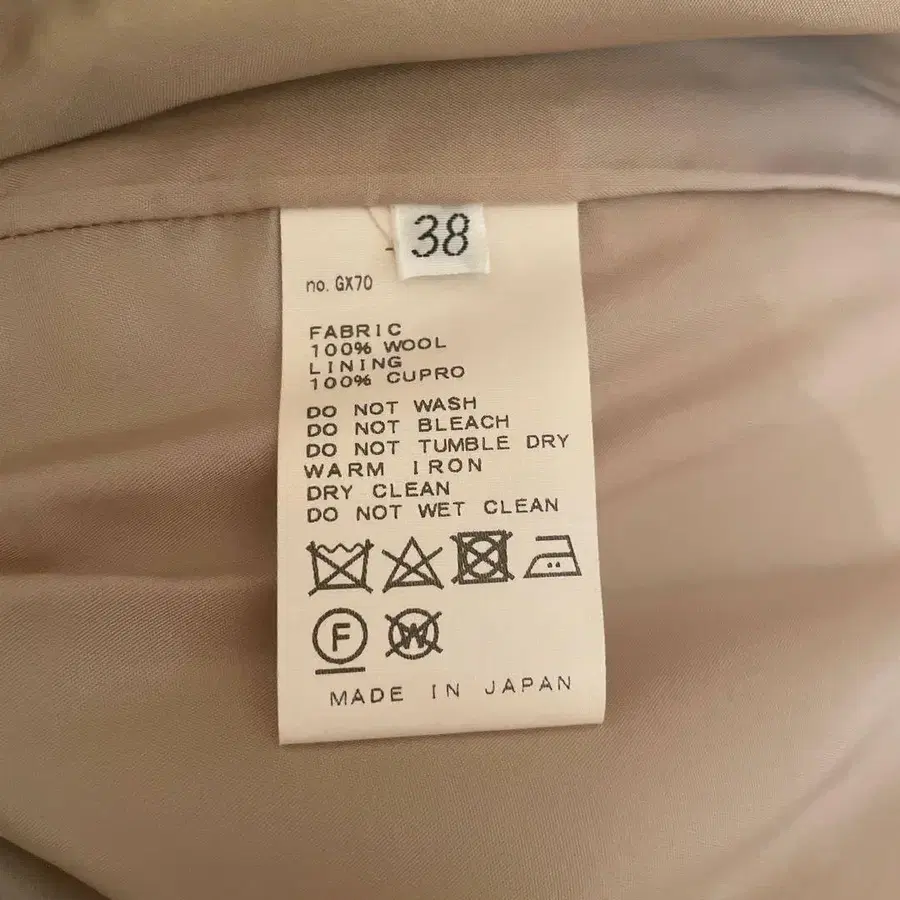 38
no. GX70
FABRIC
100% WOOL
LINING
100% CUPRO
DO NOT WASH
DO NOT BLEACH
DO NOT TUMBLE DRY
WARM IRON
DRY CLEAN
DO NOT WET CLEAN
F W
MADE IN JAPAN